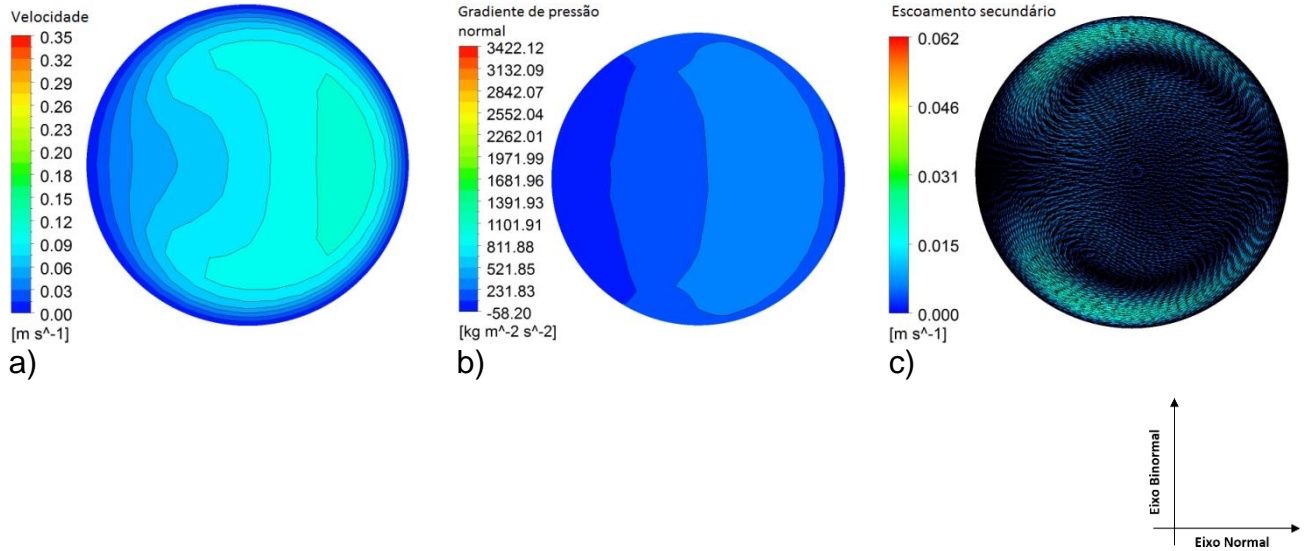 Velocidade
0.35
0.32
0.29
0.26
0.23
0.20
0.18
0.15
0.12
0.09
0.06
0.03
0.00
[m s^-1]
a)
Gradiente de pressão
normal
3422.12
3132.09
2842.07
2552.04
2262.01
1971.99
1681.96
1391.93
1101.91
811.88
521.85
231.83
-58.20
[kg m^-2 s^-2]
b)
Escoamento secundário
0.062
0.046
0.031
0.015
0.000
[m s^-1]
c)
Eixo Binormal
Eixo Normal